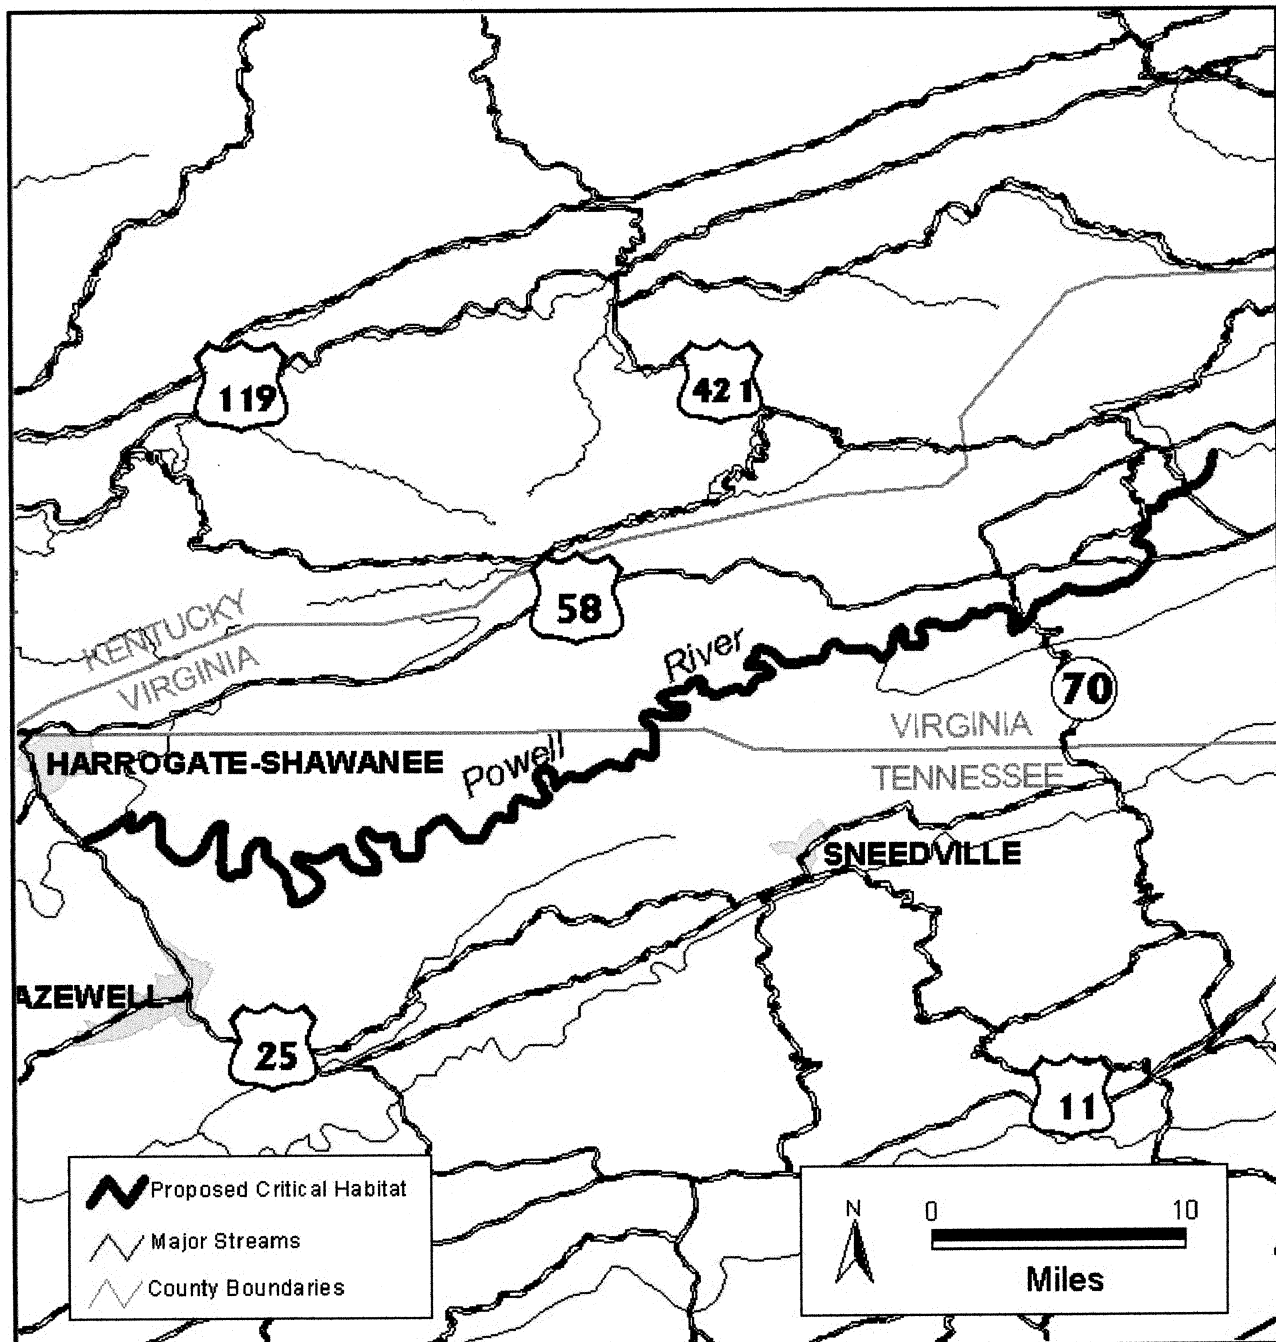 119
421
58
KENTUCKY
VIRGINIA
River
Powell
70
VIRGINIA
TENNESSEE
HARROGATE-SHAWANEE
SNEEDVILLE
AZEWELL
25
11
Proposed Critical Habitat
Major Streams
County Boundaries
N
0 10
Miles